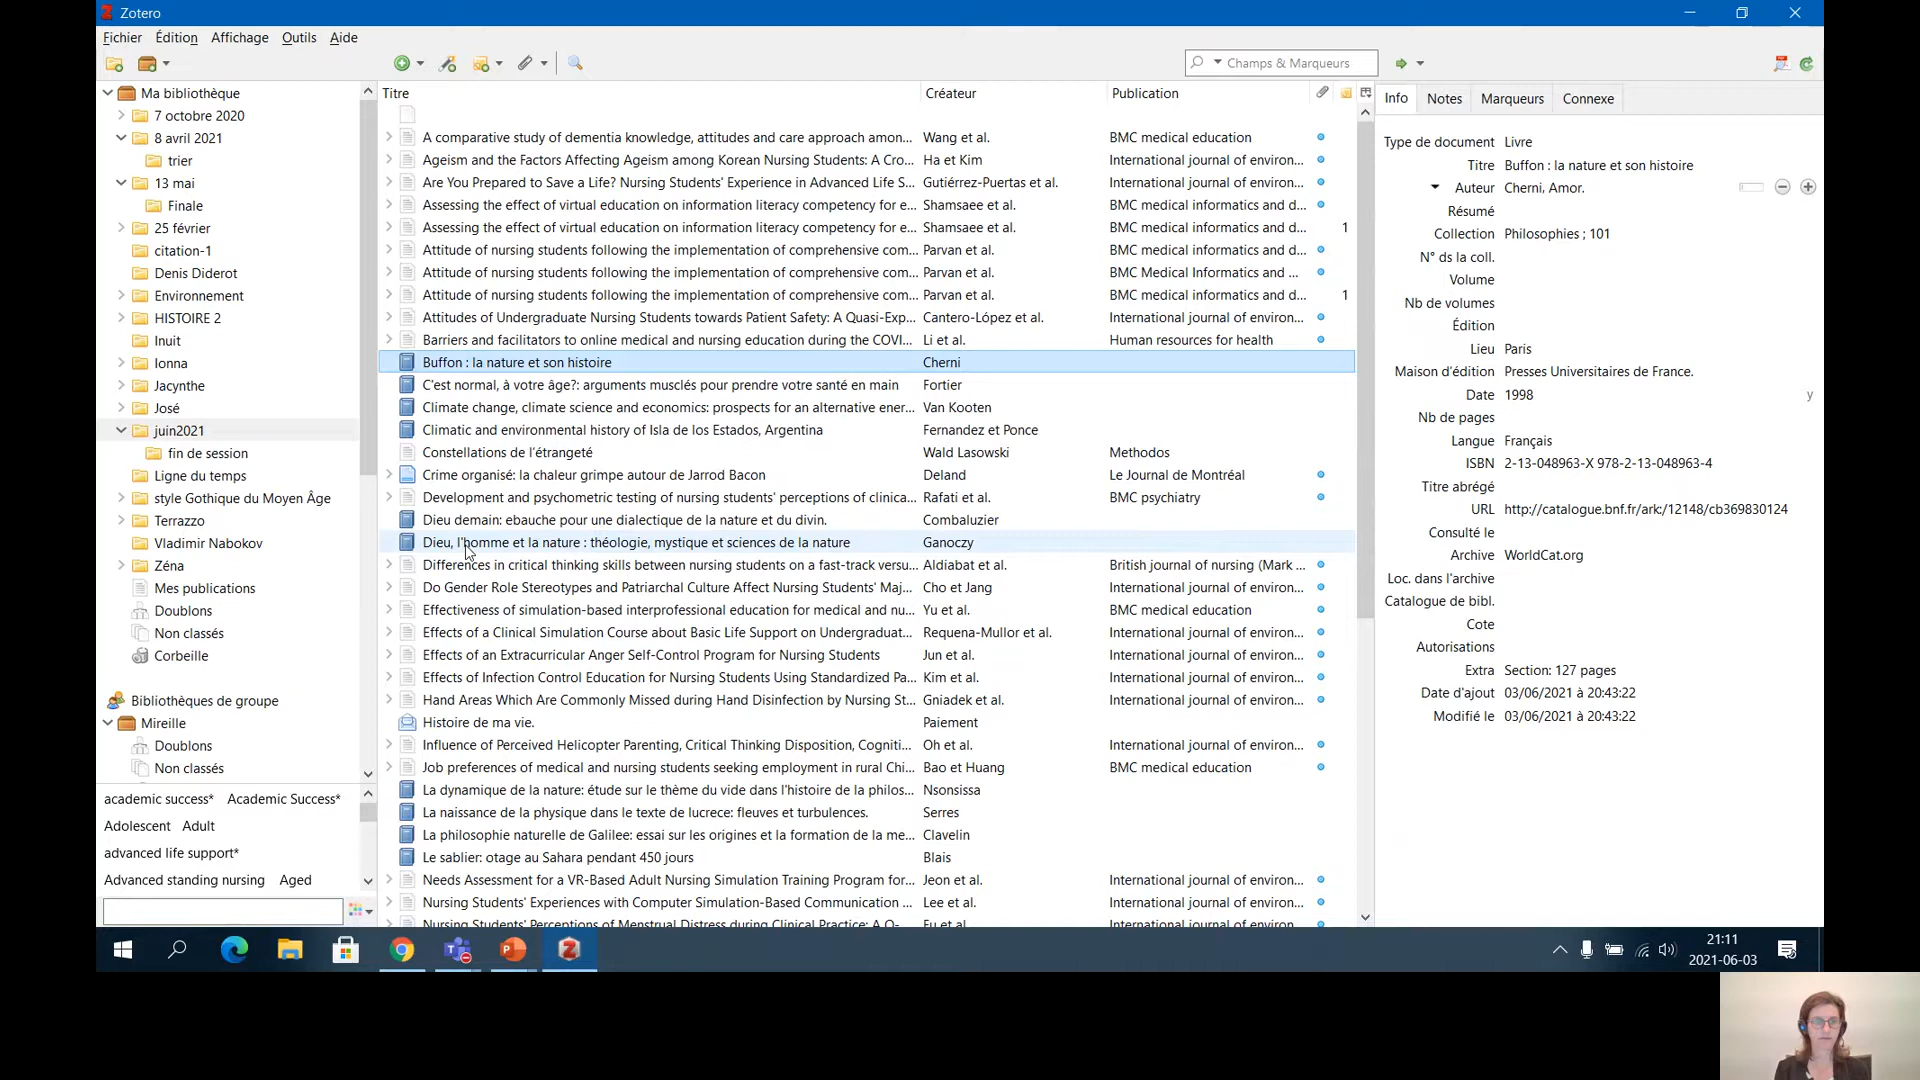 Zotero
Fichier Édition Affichage Outils Aide
Champs & Marqueurs
Ma bibliothèque
7 octobre 2020
8 avril 2021
trier
13 mai
Finale
25 février
citation-1
Denis Diderot
Environnement
HISTOIRE 2
Inuit
Ionna
Jacynthe
José
juin2021
fin de session
Ligne du temps
style Gothique du Moyen Âge
Terrazzo
Vladimir Nabokov
Zéna
Mes publications
Doublons
Non classés
Corbeille
Bibliothèques de groupe
Mireille
Doublons
Non classés
academic success* Academic Success*
Adolescent Adult
advanced life support*
Advanced standing nursing Aged
Titre Créateur Publication
A comparative study of dementia knowledge, attitudes and care approach amon... Wang et al. BMC medical education
Ageism and the Factors Affecting Ageism among Korean Nursing Students: A Cro... Ha et Kim International journal of environ...
Are You Prepared to Save a Life? Nursing Students' Experience in Advanced Life S... Gutiérrez-Puertas et al. International journal of environ...
Assessing the effect of virtual education on information literacy competency for e... Shamsaee et al. BMC medical informatics and d...
Assessing the effect of virtual education on information literacy competency for e... Shamsaee et al. BMC medical informatics and d... 1
Attitude of nursing students following the implementation of comprehensive com... Parvan et al. BMC medical informatics and d...
Attitude of nursing students following the implementation of comprehensive com... Parvan et al. BMC Medical Informatics and ...
Attitude of nursing students following the implementation of comprehensive com... Parvan et al. BMC medical informatics and d... 1
Attitudes of Undergraduate Nursing Students towards Patient Safety: A Quasi-Exp... Cantero-López et al. International journal of environ...
Barriers and facilitators to online medical and nursing education during the COVI... Li et al. Human resources for health
Buffon : la nature et son histoire Cherni
C'est normal, à votre âge?: arguments musclés pour prendre votre santé en main Fortier
Climate change, climate science and economics: prospects for an alternative ener... Van Kooten
Climatic and environmental history of Isla de los Estados, Argentina Fernandez et Ponce
Constellations de l'étrangeté Wald Lasowski Methodos
Crime organisé: la chaleur grimpe autour de Jarrod Bacon Deland Le Journal de Montréal
Development and psychometric testing of nursing students' perceptions of clinica... Rafati et al. BMC psychiatry
Dieu demain: ebauche pour une dialectique de la nature et du divin. Combaluzier
Dieu, l'homme et la nature : théologie, mystique et sciences de la nature Ganoczy
Differences in critical thinking skills between nursing students on a fast-track versu... Aldiabat et al. British journal of nursing (Mark ...
Do Gender Role Stereotypes and Patriarchal Culture Affect Nursing Students' Maj... Cho et Jang International journal of environ...
Effectiveness of simulation-based interprofessional education for medical and nu... Yu et al. BMC medical education
Effects of a Clinical Simulation Course about Basic Life Support on Undergraduat... Requena-Mullor et al. International journal of environ...
Effects of an Extracurricular Anger Self-Control Program for Nursing Students Jun et al. International journal of environ...
Effects of Infection Control Education for Nursing Students Using Standardized Pa... Kim et al. International journal of environ...
Hand Areas Which Are Commonly Missed during Hand Disinfection by Nursing St... Gniadek et al. International journal of environ...
Histoire de ma vie. Paiement
Influence of Perceived Helicopter Parenting, Critical Thinking Disposition, Cogniti... Oh et al. International journal of environ...
Job preferences of medical and nursing students seeking employment in rural Chi... Bao et Huang BMC medical education
La dynamique de la nature: étude sur le thème du vide dans l'histoire de la philos... Nsonsissa
La naissance de la physique dans le texte de lucrece: fleuves et turbulences. Serres
La philosophie naturelle de Galilee: essai sur les origines et la formation de la me... Clavelin
Le sablier: otage au Sahara pendant 450 jours Blais
Needs Assessment for a VR-Based Adult Nursing Simulation Training Program for... Jeon et al. International journal of environ...
Nursing Students' Experiences with Computer Simulation-Based Communication ... Lee et al. International journal of environ...
Nursing Students' Perceptions of Menstrual Distress during Clinical Practice: A Q-... Fu et al. International journal of environ...
Info Notes Marqueurs Connexe
Type de document Livre
Titre Buffon : la nature et son histoire
Auteur Cherni, Amor.
Résumé
Collection Philosophies ; 101
N° ds la coll.
Volume
Nb de volumes
Édition
Lieu Paris
Maison d'édition Presses Universitaires de France.
Date 1998 y
Nb de pages
Langue Français
ISBN 2-13-048963-X 978-2-13-048963-4
Titre abrégé
URL http://catalogue.bnf.fr/ark:/12148/cb369830124
Consulté le
Archive WorldCat.org
Loc. dans l'archive
Catalogue de bibl.
Cote
Autorisations
Extra Section: 127 pages
Date d'ajout 03/06/2021 à 20:43:22
Modifié le 03/06/2021 à 20:43:22
21:11
2021-06-03